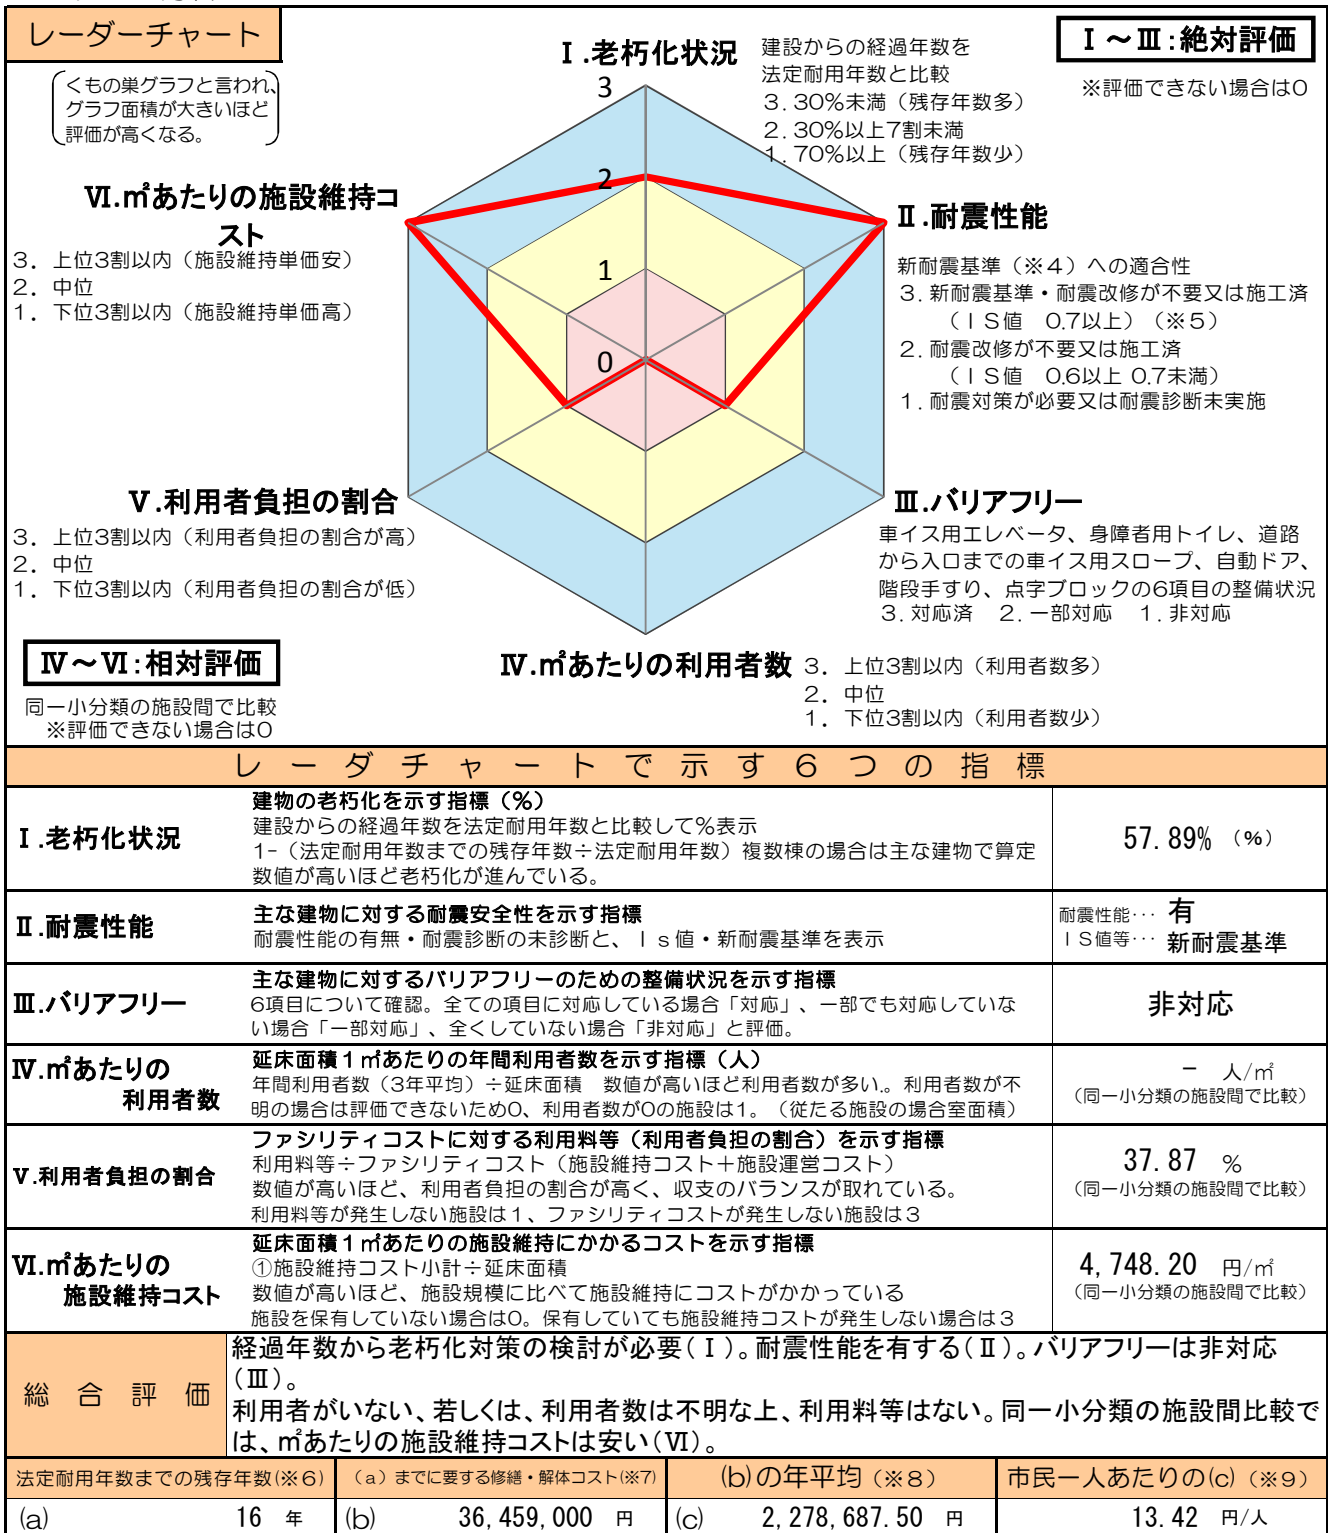 レーダーチャート
くもの巣グラフと言われ、
グラフ面積が大きいほど
評価が高くなる。
Ⅰ.老朽化状況
建設からの経過年数を
法定耐用年数と比較
3．30%未満（残存年数多）
2．30%以上7割未満
1．70%以上（残存年数少）
Ⅰ～Ⅲ：絶対評価
※評価できない場合は0
3
2
1
0
Ⅵ.㎡あたりの施設維持コ
スト
3． 上位3割以内（施設維持単価安）
2． 中位
1． 下位3割以内（施設維持単価高）
Ⅱ.耐震性能
新耐震基準（※４）への適合性
3．新耐震基準・耐震改修が不要又は施工済
（ＩＳ値 0.7以上）（※５）
2．耐震改修が不要又は施工済
（ＩＳ値 0.6以上 0.7未満）
1．耐震対策が必要又は耐震診断未実施
Ⅴ.利用者負担の割合
3． 上位3割以内（利用者負担の割合が高）
2． 中位
1． 下位3割以内（利用者負担の割合が低）
Ⅲ.バリアフリー
車イス用エレベータ、身障者用トイレ、道路
から入口までの車イス用スロープ、自動ドア、
階段手すり、点字ブロックの6項目の整備状況
3．対応済 2．一部対応 1．非対応
Ⅳ～Ⅵ：相対評価
同一小分類の施設間で比較
※評価できない場合は0
Ⅳ.㎡あたりの利用者数
3． 上位3割以内（利用者数多）
2． 中位
1． 下位3割以内（利用者数少）
レーダチャートで示す６つの指標
Ⅰ.老朽化状況
建物の老朽化を示す指標（%）
建設からの経過年数を法定耐用年数と比較して%表示
1-（法定耐用年数までの残存年数÷法定耐用年数）複数棟の場合は主な建物で算定
数値が高いほど老朽化が進んでいる。
57.89% （%）
Ⅱ.耐震性能
主な建物に対する耐震安全性を示す指標
耐震性能の有無・耐震診断の未診断と、Ｉｓ値・新耐震基準を表示
耐震性能… 有
ＩＳ値等… 新耐震基準
Ⅲ.バリアフリー
主な建物に対するバリアフリーのための整備状況を示す指標
6項目について確認。全ての項目に対応している場合「対応」、一部でも対応していな
い場合「一部対応」、全くしていない場合「非対応」と評価。
非対応
Ⅳ.㎡あたりの
利用者数
延床面積１㎡あたりの年間利用者数を示す指標（人）
年間利用者数（3年平均）÷延床面積 数値が高いほど利用者数が多い。利用者数が不
明の場合は評価できないため0、利用者数が0の施設は1。（従たる施設の場合室面積）
－ 人/㎡
（同一小分類の施設間で比較）
Ⅴ.利用者負担の割合
ファシリティコストに対する利用料等（利用者負担の割合）を示す指標
利用料等÷ファシリティコスト（施設維持コスト＋施設運営コスト）
数値が高いほど、利用者負担の割合が高く、収支のバランスが取れている。
利用料等が発生しない施設は１、ファシリティコストが発生しない施設は３
37.87 %
（同一小分類の施設間で比較）
Ⅵ.㎡あたりの
施設維持コスト
延床面積１㎡あたりの施設維持にかかるコストを示す指標
①施設維持コスト小計÷延床面積
数値が高いほど、施設規模に比べて施設維持にコストがかかっている
施設を保有していない場合は0。保有していても施設維持コストが発生しない場合は３
4,748.20 円/㎡
（同一小分類の施設間で比較）
総合評価
経過年数から老朽化対策の検討が必要（Ⅰ）。耐震性能を有する（Ⅱ）。バリアフリーは非対応
（Ⅲ）。
利用者がいない、若しくは、利用者数は不明な上、利用料等はない。同一小分類の施設間比較で
は、㎡あたりの施設維持コストは安い（Ⅵ）。
法定耐用年数までの残存年数(※６) （a）までに要する修繕・解体コスト(※7) (b)の年平均（※８） 市民一人あたりの(c)（※９）
(a) 16 年 (b) 36,459,000 円 (c) 2,278,687.50 円 13.42 円/人